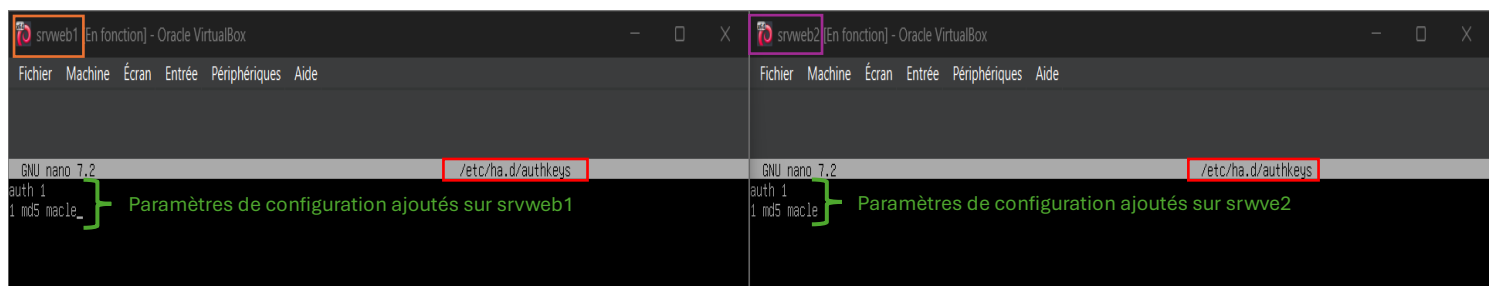 srvweb1 [En fonction] - Oracle VirtualBox
Fichier Machine Écran Entrée Périphériques Aide
GNU nano 7.2 /etc/ha.d/authkeys
auth 1
1 md5 macle_
Paramètres de configuration ajoutés sur srvweb1
srvweb2 [En fonction] - Oracle VirtualBox
Fichier Machine Écran Entrée Périphériques Aide
GNU nano 7.2 /etc/ha.d/authkeys
auth 1
1 md5 macle
Paramètres de configuration ajoutés sur srwve2